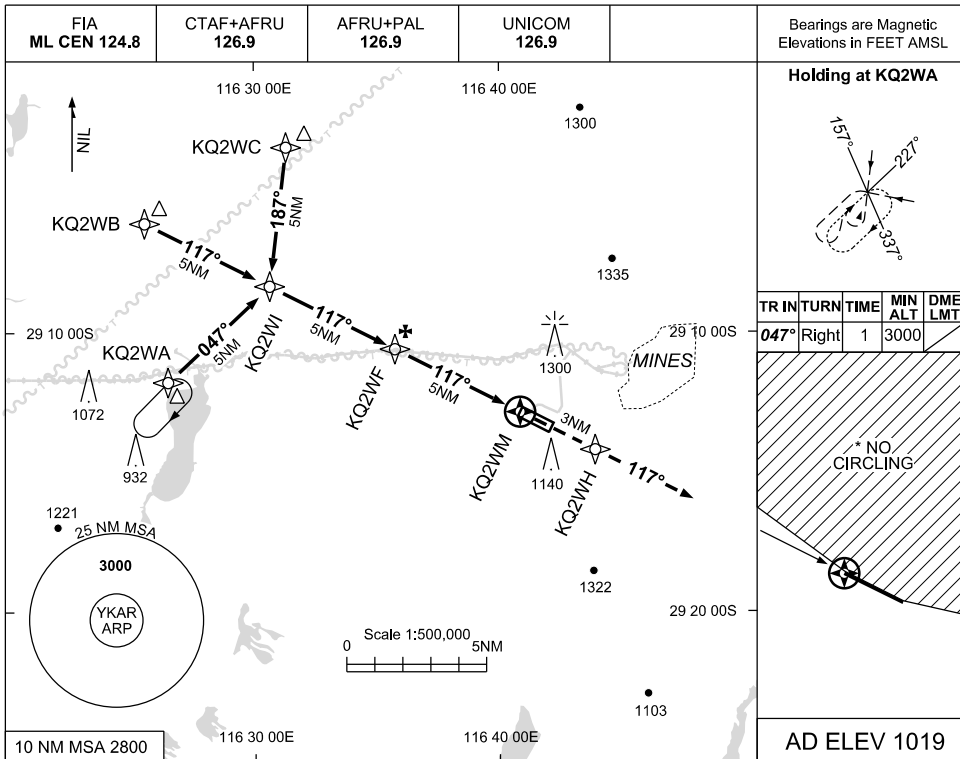 FIA
ML CEN 124.8
CTAF+AFRU
126.9
AFRU+PAL
126.9
UNICOM
126.9
Bearings are Magnetic
Elevations in FEET AMSL
116 30 00E
116 40 00E
NIL
1300
KQ2WC
187°
5NM
KQ2WB
117°
5NM
1335
KQ2WI
117°
5NM
29 10 00S
29 10 00S
KQ2WA
047°
5NM
1072
932
KQ2WF
117°
5NM
1300
MINES
KQ2WM
3NM
1140
KQ2WH
117°
1221
25 NM MSA
3000
YKAR
ARP
1322
29 20 00S
Scale 1:500,000
0
5NM
1103
10 NM MSA 2800
116 30 00E
116 40 00E
Holding at KQ2WA
157°
227°
337°
TR IN TURN TIME MIN ALT DME LMT
047° Right 1 3000
* NO
CIRCLING
AD ELEV 1019